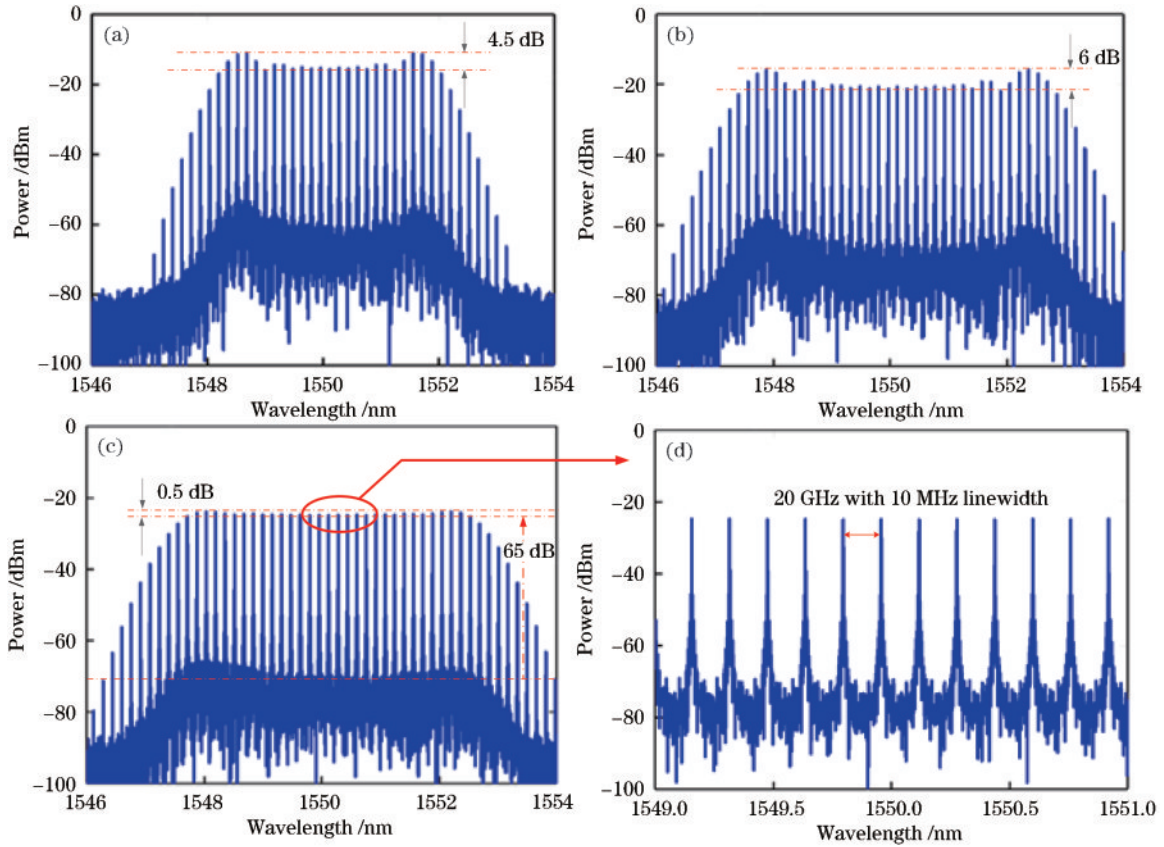 (a)
4.5 dB
0
−20
−40
−60
−80
−100
Power /dBm
1546
1548
1550
1552
1554
Wavelength /nm
(b)
6 dB
0
−20
−40
−60
−80
−100
Power /dBm
1546
1548
1550
1552
1554
Wavelength /nm
(c)
0.5 dB
65 dB
0
−20
−40
−60
−80
−100
Power /dBm
1546
1548
1550
1552
1554
Wavelength /nm
(d)
20 GHz with 10 MHz linewidth
0
−20
−40
−60
−80
−100
Power /dBm
1549.0
1549.5
1550.0
1550.5
1551.0
Wavelength /nm